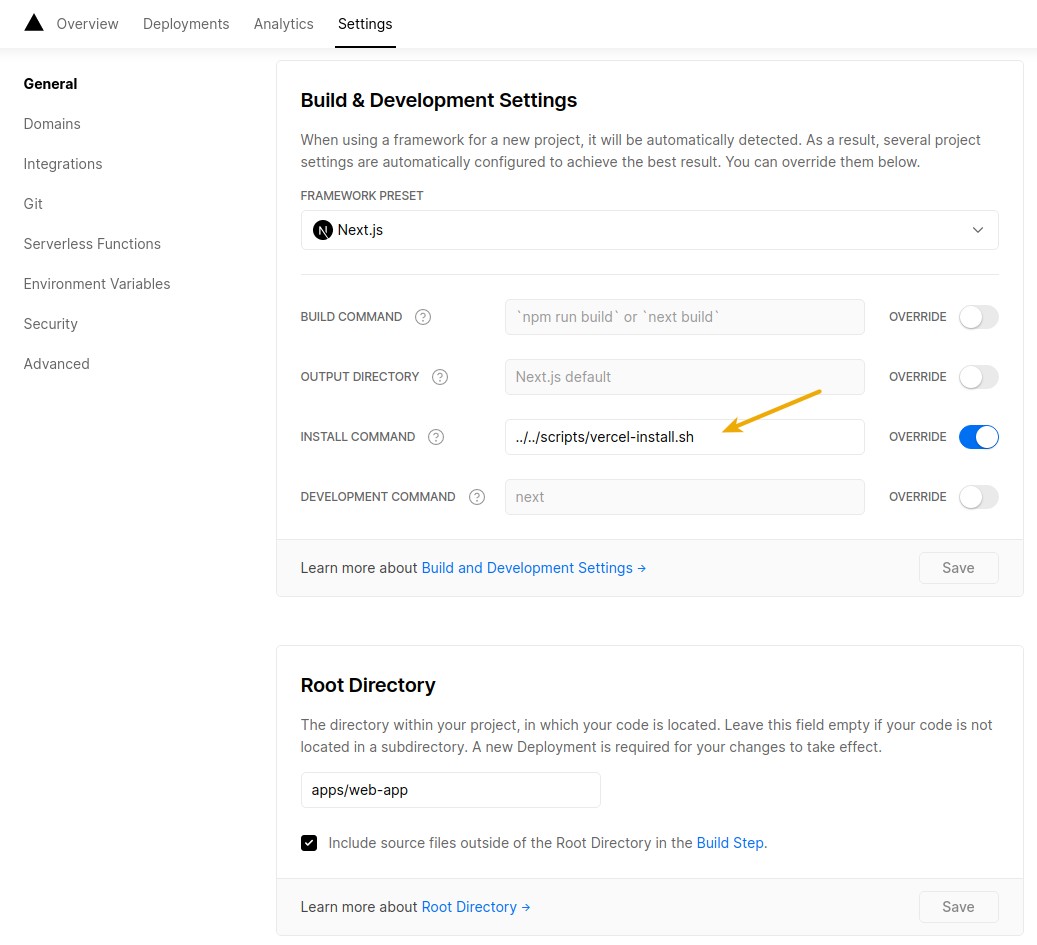 Overview Deployments Analytics Settings
General
Domains
Integrations
Git
Serverless Functions
Environment Variables
Security
Advanced
Build & Development Settings
When using a framework for a new project, it will be automatically detected. As a result, several project
settings are automatically configured to achieve the best result. You can override them below.
FRAMEWORK PRESET
N Next.js
BUILD COMMAND ? `npm run build` or `next build` OVERRIDE
OUTPUT DIRECTORY ? Next.js default OVERRIDE
INSTALL COMMAND ? ../../scripts/vercel-install.sh OVERRIDE
DEVELOPMENT COMMAND ? next OVERRIDE
Learn more about Build and Development Settings → Save
Root Directory
The directory within your project, in which your code is located. Leave this field empty if your code is not
located in a subdirectory. A new Deployment is required for your changes to take effect.
apps/web-app
Include source files outside of the Root Directory in the Build Step.
Learn more about Root Directory → Save